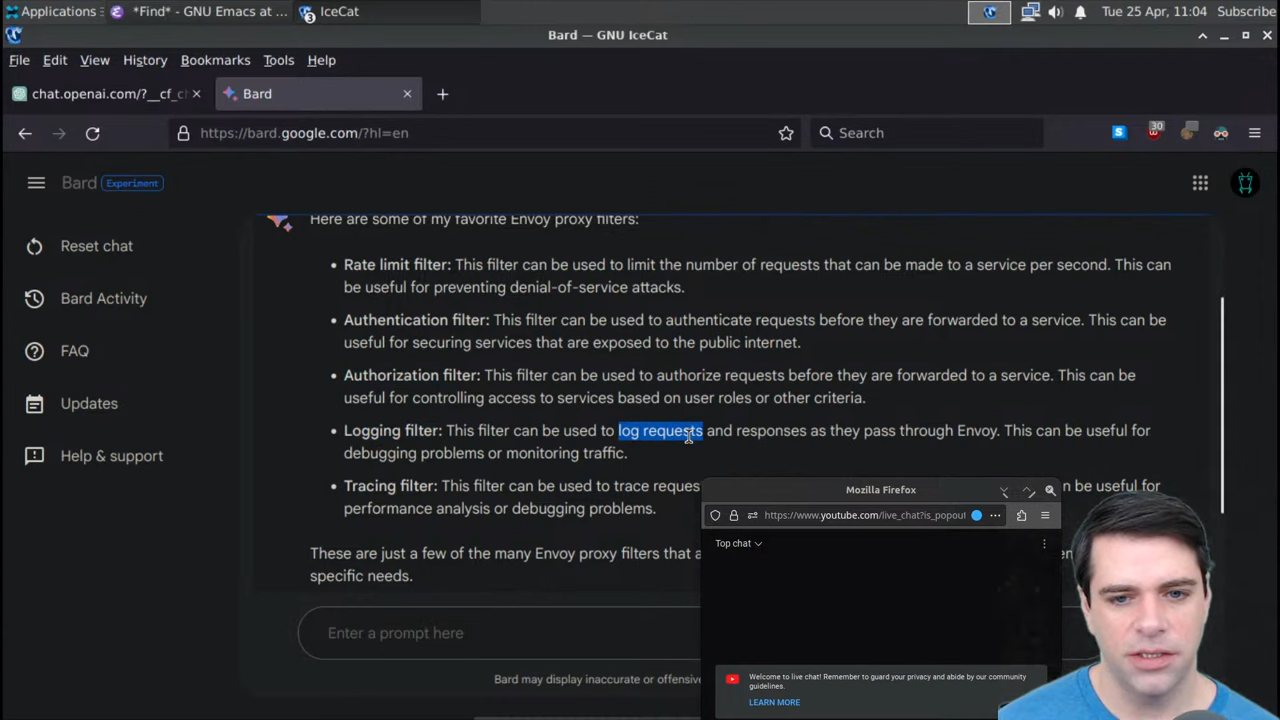 Applications
*Find* - GNU Emacs at ...
3 IceCat
Tue 25 Apr, 11:04 Subscribe
Bard — GNU IceCat
File Edit View History Bookmarks Tools Help
chat.openai.com/?__cf_c
Bard
https://bard.google.com/?hl=en
Search
30
Bard Experiment
Here are some of my favorite Envoy proxy filters:
Reset chat
Bard Activity
FAQ
Updates
Help & support
• Rate limit filter: This filter can be used to limit the number of requests that can be made to a service per second. This can
be useful for preventing denial-of-service attacks.
• Authentication filter: This filter can be used to authenticate requests before they are forwarded to a service. This can be
useful for securing services that are exposed to the public internet.
• Authorization filter: This filter can be used to authorize requests before they are forwarded to a service. This can be
useful for controlling access to services based on user roles or other criteria.
• Logging filter: This filter can be used to log requests and responses as they pass through Envoy. This can be useful for
debugging problems or monitoring traffic.
• Tracing filter: This filter can be used to trace reques
n be useful for
performance analysis or debugging problems.
These are just a few of the many Envoy proxy filters that a
specific needs.
Enter a prompt here
Bard may display inaccurate or offensive
Mozilla Firefox
https://www.youtube.com/live_chat?is_popout
Top chat
Welcome to live chat! Remember to guard your privacy and abide by our community
guidelines.
LEARN MORE